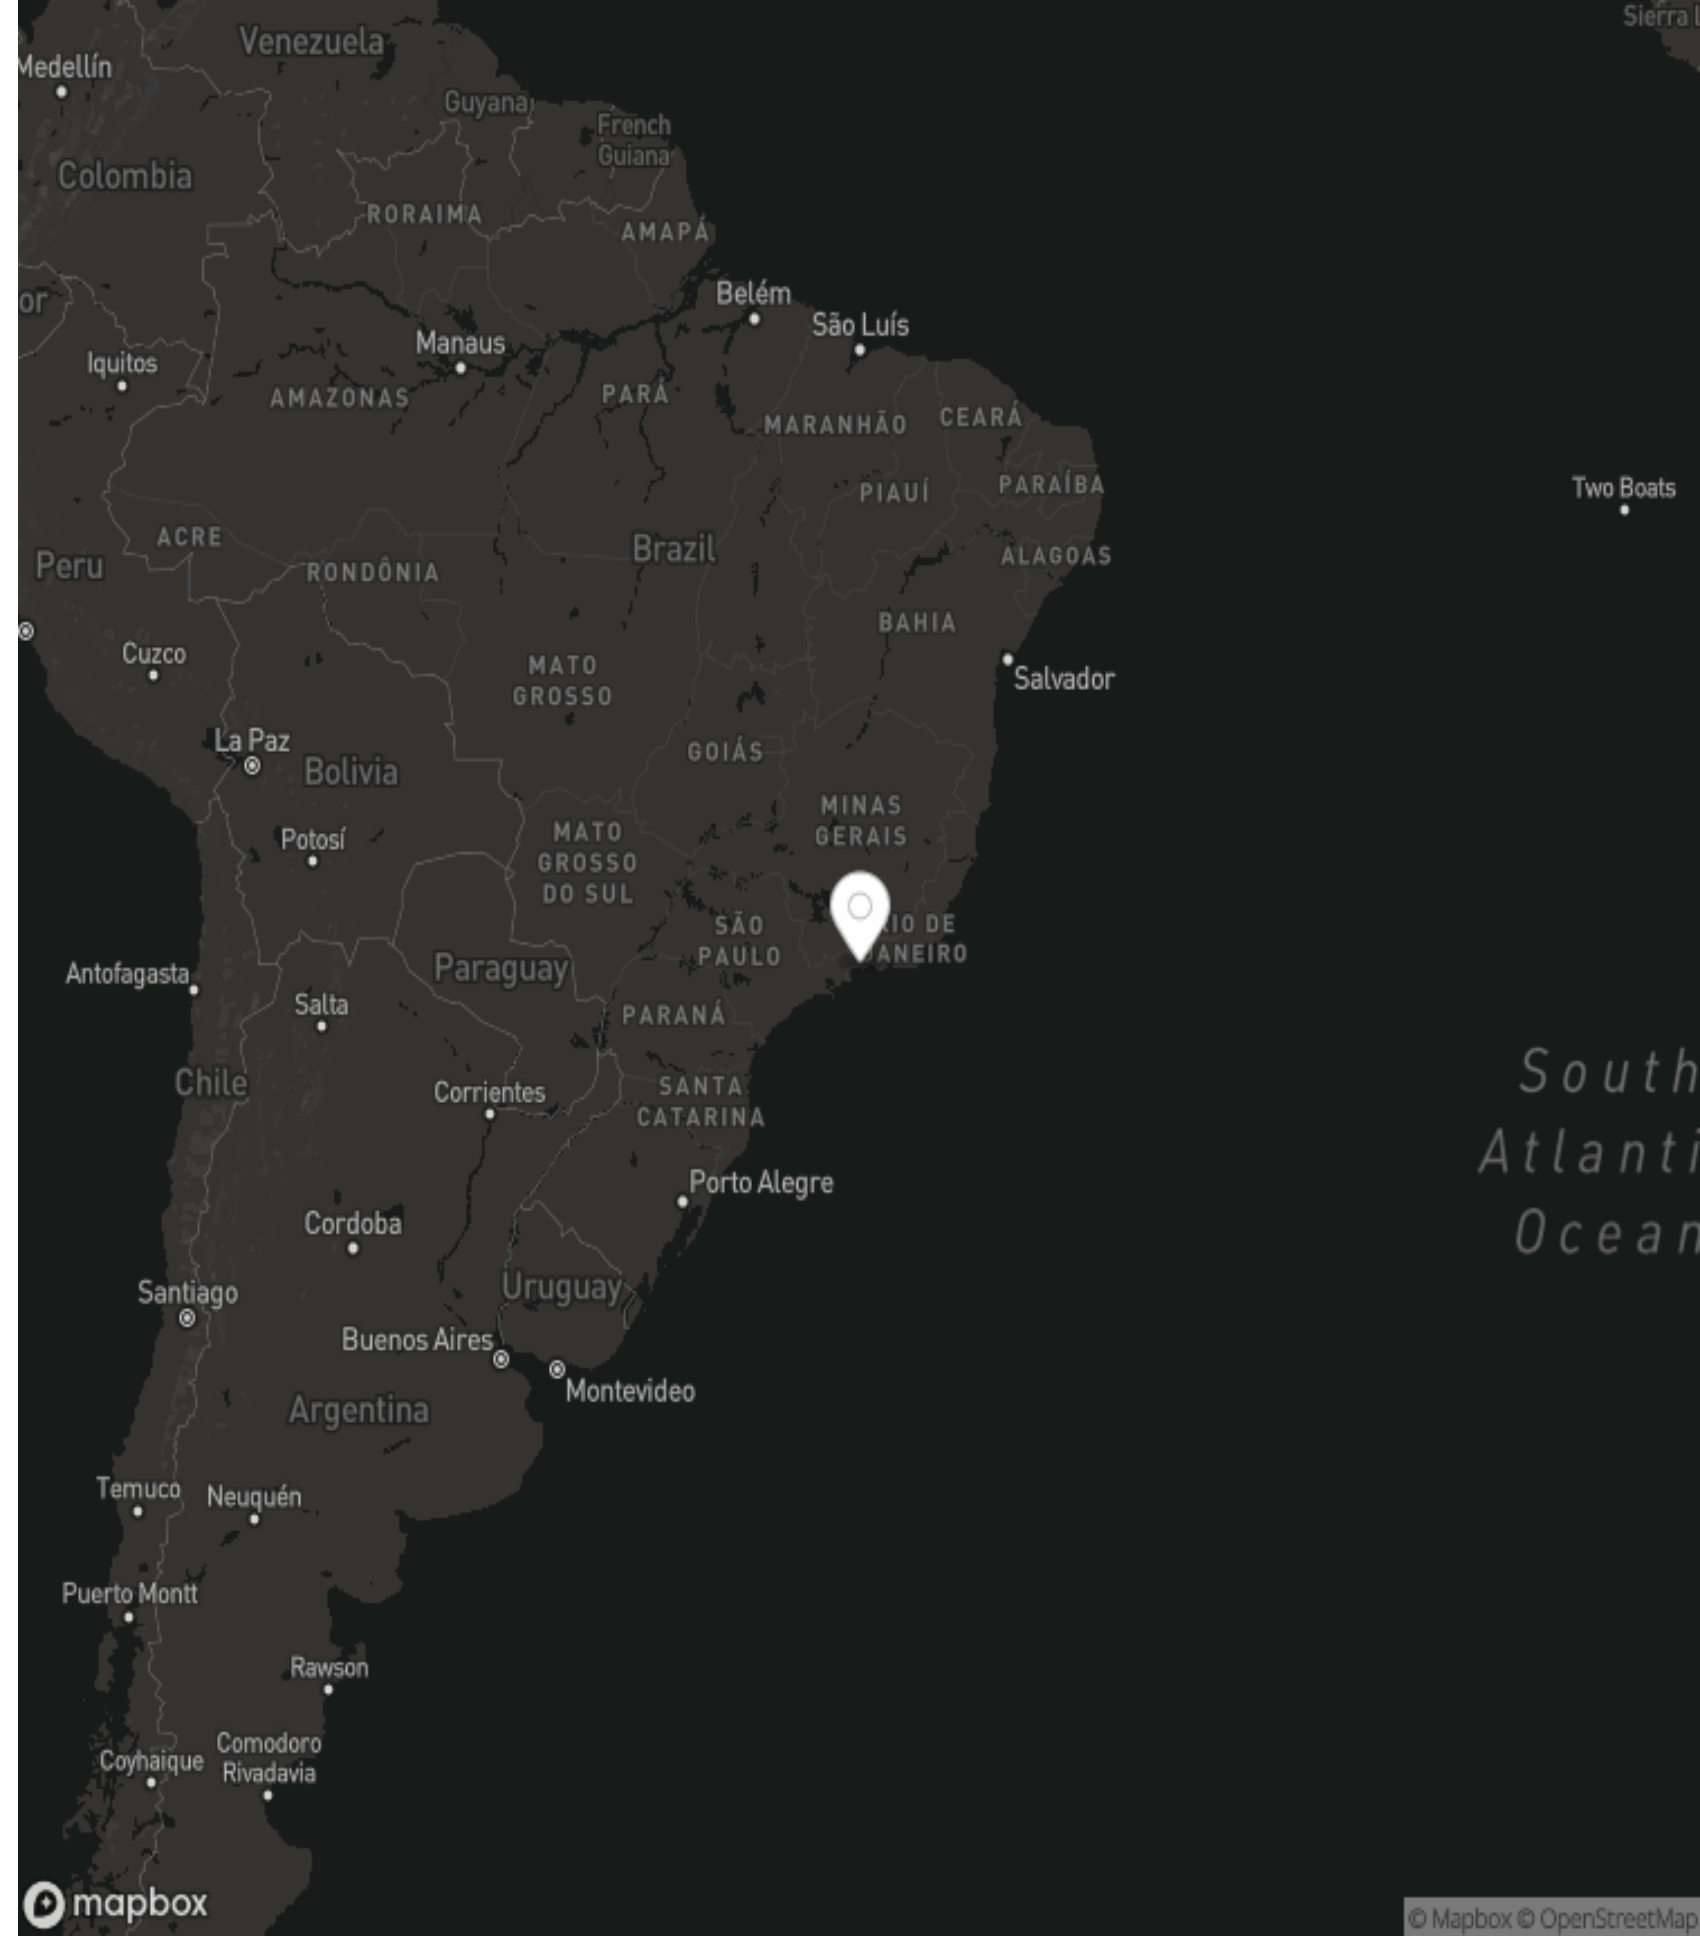 Venezuela
Sierra
Medellín
Guyana
French
Guiana
Colombia
RORAIMA
AMAPÁ
Belém
or
São Luís
Manaus
Iquitos
AMAZONAS
PARÁ
MARANHÃO
CEARÁ
PIAUÍ
PARAÍBA
Two Boats
ACRE
Brazil
ALAGOAS
Peru
RONDÔNIA
BAHIA
Cuzco
MATO
GROSSO
Salvador
La Paz
Bolivia
GOIÁS
MINAS
GERAIS
Potosí
MATO
GROSSO
DO SUL
SÃO
PAULO
IO DE
JANEIRO
Antofagasta
Paraguay
Salta
PARANÁ
Chile
Corrientes
SANTA
CATARINA
South
Atlanti
Ocean
Porto Alegre
Cordoba
Uruguay
Santiago
Buenos Aires
Montevideo
Argentina
Temuco
Neuquén
Puerto Montt
Rawson
Coyhaique
Comodoro
Rivadavia
mapbox
© Mapbox © OpenStreetMap